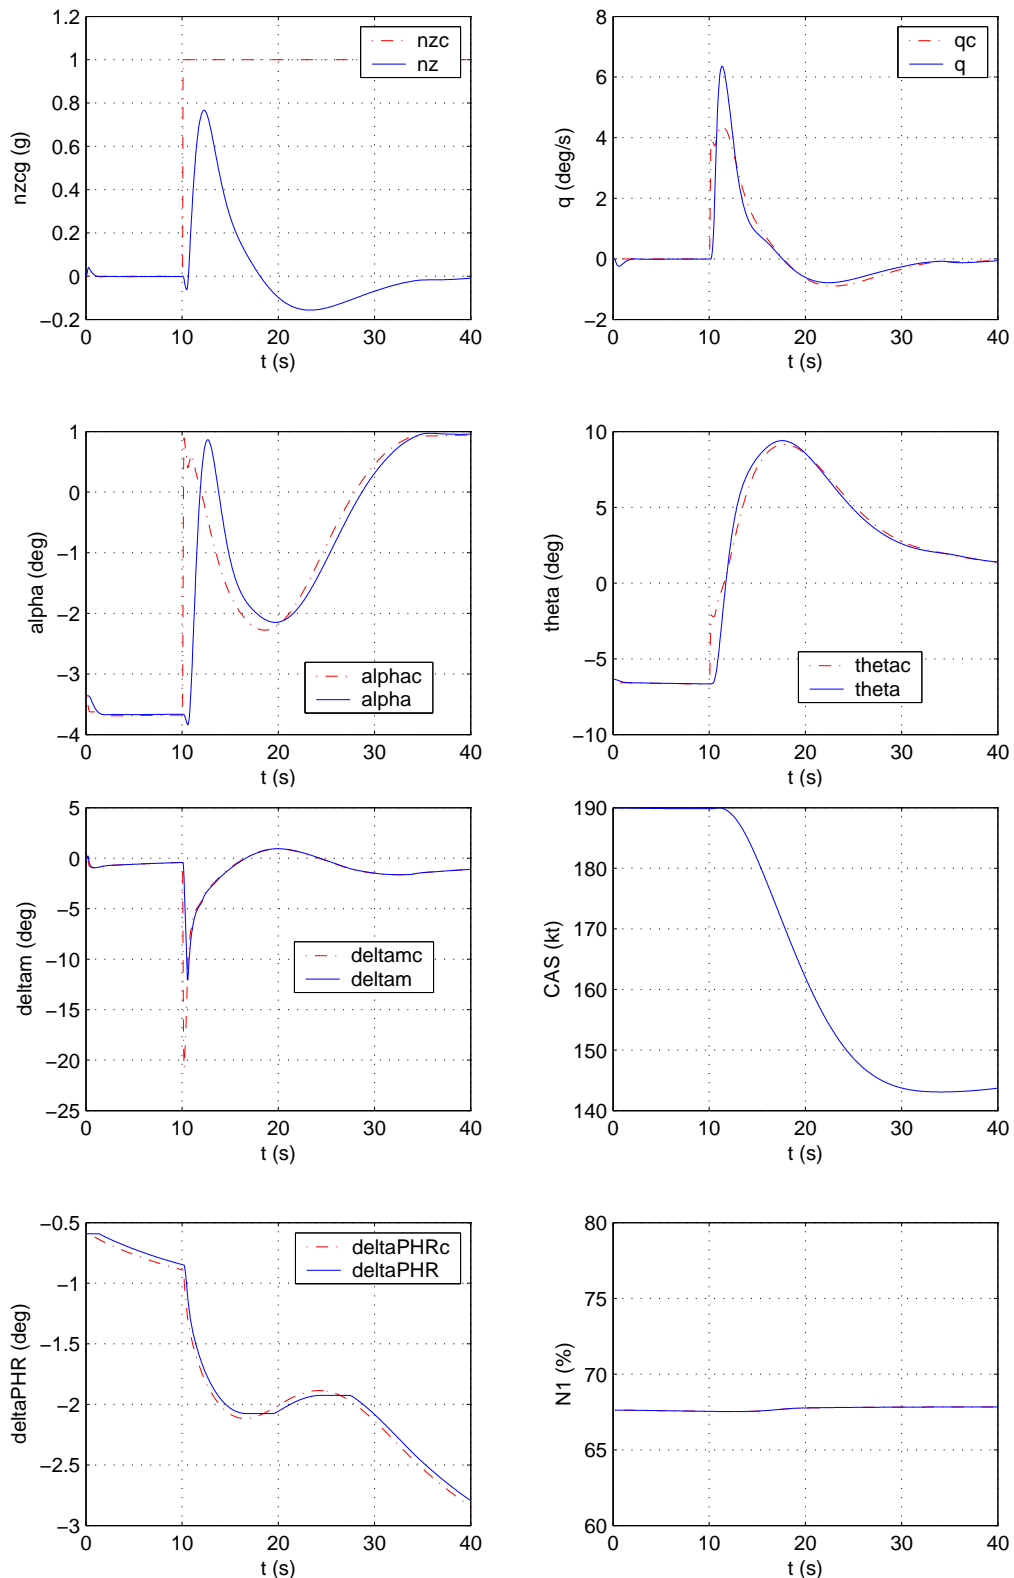 1.2
1
0.8
0.6
0.4
0.2
0
−0.2
nzcg (g)
nzc
nz
0 10 20 30 40
t (s)
8
6
4
2
0
−2
q (deg/s)
qc
q
0 10 20 30 40
t (s)
1
0
−1
−2
−3
−4
alpha (deg)
alphac
alpha
0 10 20 30 40
t (s)
10
5
0
−5
−10
theta (deg)
thetac
theta
0 10 20 30 40
t (s)
5
0
−5
−10
−15
−20
−25
deltam (deg)
deltamc
deltam
0 10 20 30 40
t (s)
190
180
170
160
150
140
CAS (kt)
0 10 20 30 40
t (s)
−0.5
−1
−1.5
−2
−2.5
−3
deltaPHR (deg)
deltaPHRc
deltaPHR
0 10 20 30 40
t (s)
80
75
70
65
60
N1 (%)
0 10 20 30 40
t (s)